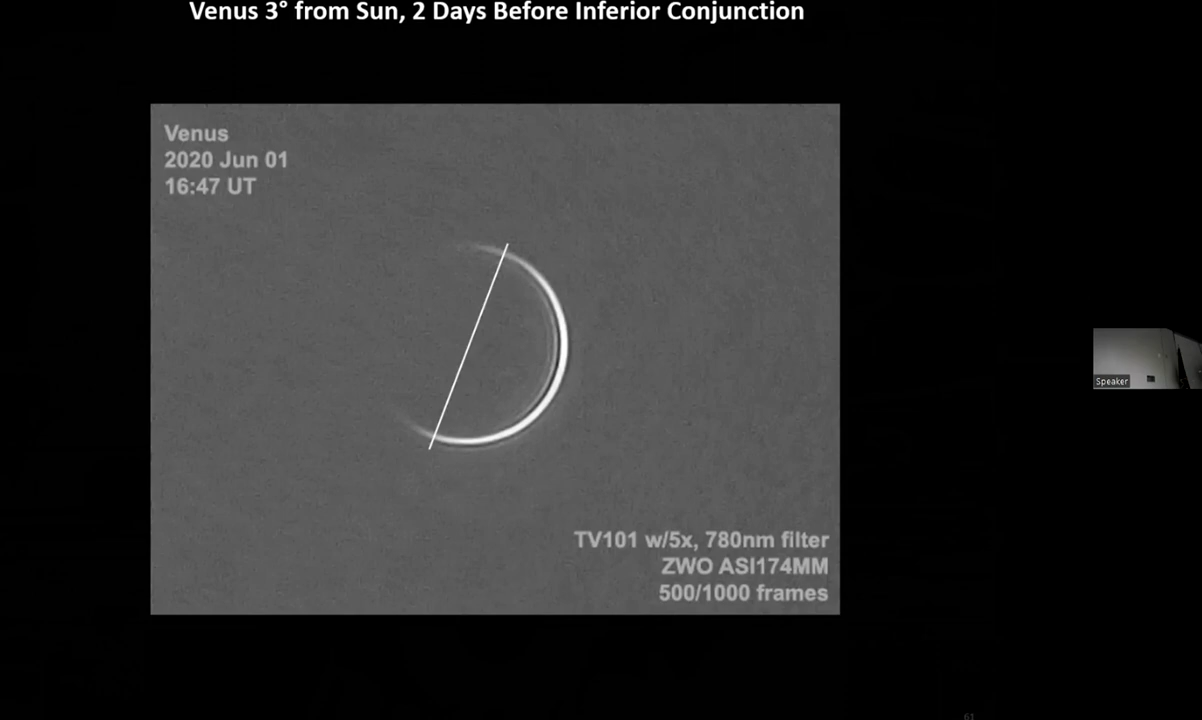 Venus 3° from Sun, 2 Days Before Inferior Conjunction
Venus
2020 Jun 01
16:47 UT
TV101 w/5x, 780nm filter
ZWO ASI174MM
500/1000 frames
Speaker
61